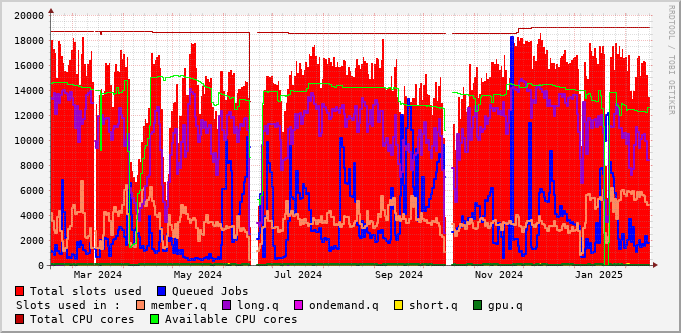 20000
18000
16000
14000
12000
10000
8000
6000
4000
2000
0
Mar 2024 May 2024 Jul 2024 Sep 2024 Nov 2024 Jan 2025
RRDTOOL / TOBI OETIKER
Total slots used Queued Jobs
Slots used in : member.q long.q ondemand.q short.q gpu.q
Total CPU cores Available CPU cores